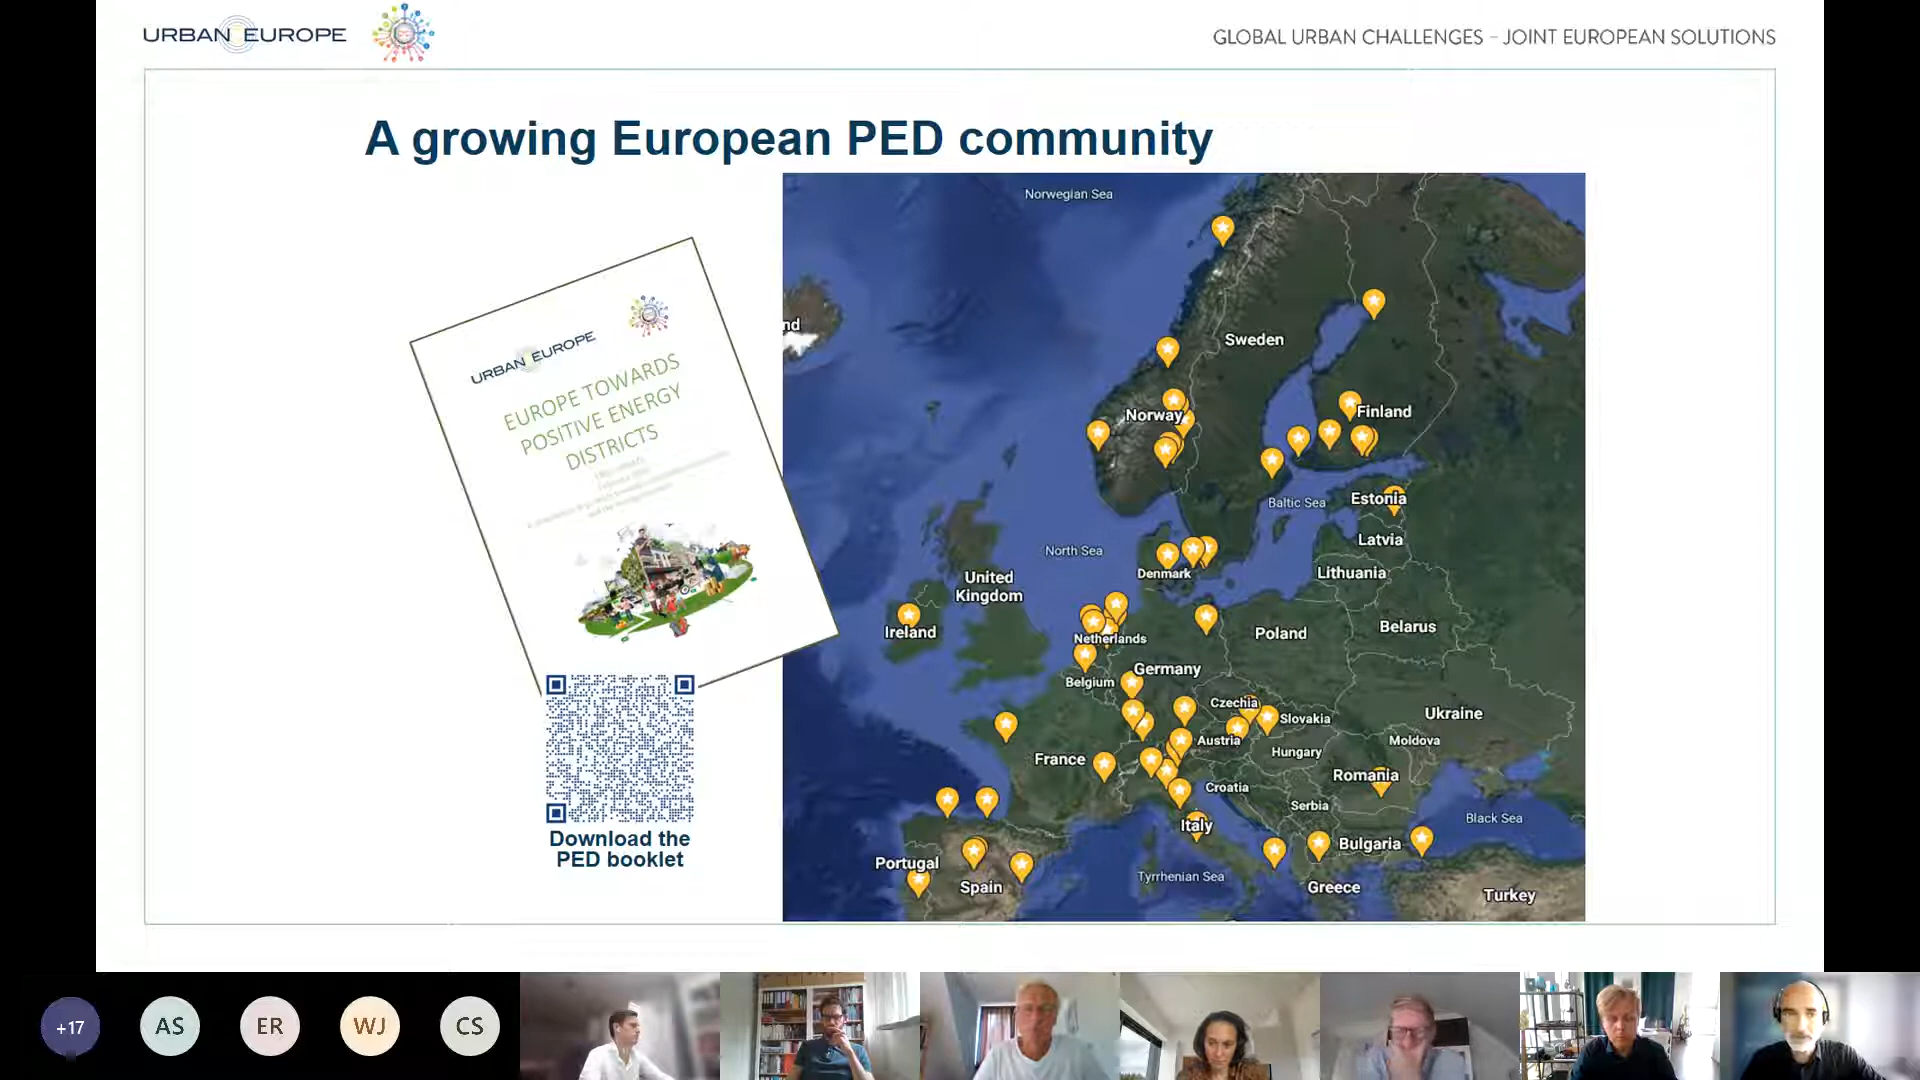 URBAN EUROPE
GLOBAL URBAN CHALLENGES – JOINT EUROPEAN SOLUTIONS
A growing European PED community
URBAN EUROPE
EUROPE TOWARDS
POSITIVE ENERGY
DISTRICTS
Download the
PED booklet
Norwegian Sea
nd
Sweden
Norway
Finland
Baltic Sea
Estonia
Latvia
North Sea
Denmark
Lithuania
United
Kingdom
Ireland
Netherlands
Poland
Belarus
Germany
Belgium
Czechia
Slovakia
Ukraine
Austria
Moldova
Hungary
France
Romania
Croatia
Serbia
Black Sea
Italy
Bulgaria
Portugal
Tyrrhenian Sea
Spain
Greece
Turkey
+17
AS
ER
WJ
CS